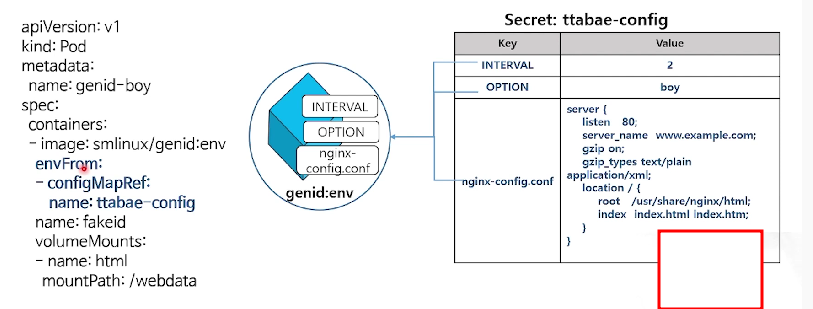 apiVersion: v1
kind: Pod
metadata:
name: genid-boy
spec:
containers:
- image: smlinux/genid:env
envFrom:
- configMapRef:
name: ttabae-config
name: fakeid
volumeMounts:
- name: html
mountPath: /webdata
INTERVAL
OPTION
nginx-
config.conf
genid:env
Secret: ttabae-config
Key Value
INTERVAL 2
OPTION boy
nginx-config.conf
server {
listen 80;
server_name www.example.com;
gzip on;
gzip_types text/plain
application/xml;
location / {
root /usr/share/nginx/html;
index index.html index.htm;
}
}